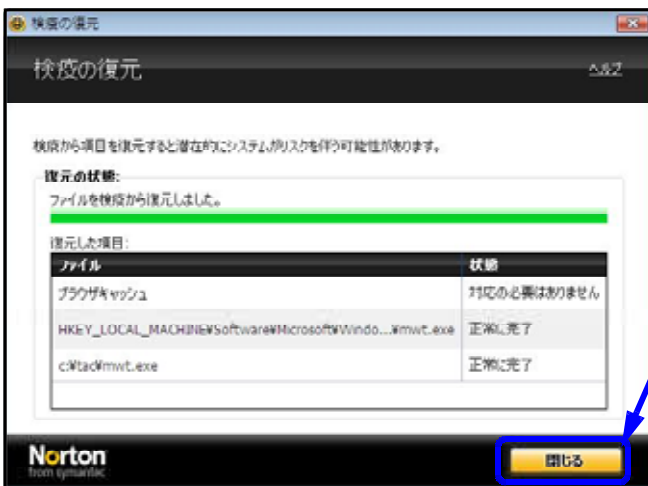 検疫の復元
検疫の復元
ヘルプ
検疫から項目を復元すると潜在的にシステムがリスクを伴う可能性があります。
復元の状態:
ファイルを検疫から復元しました。
復元した項目:
ファイル 状態
ブラウザキャッシュ 対応の必要はありません
HKEY_LOCAL_MACHINE¥Software¥Microsoft¥Windo...¥mwt.exe 正常に完了
c:¥tac¥mwt.exe 正常に完了
Norton
from symantec
閉じる